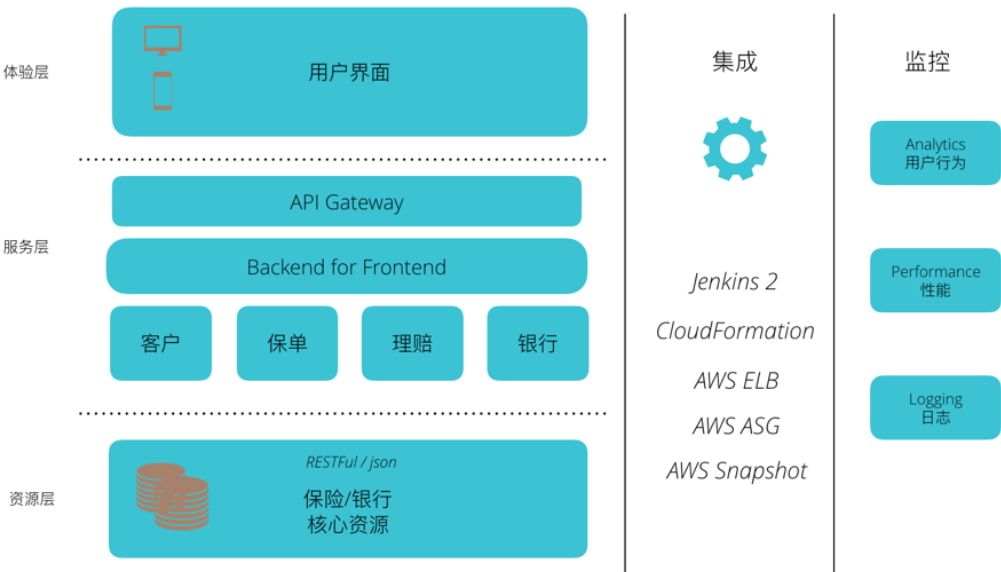 体验层
用户界面
服务层
API Gateway
Backend for Frontend
客户
保单
理赔
银行
资源层
RESTFul / json
保险/银行
核心资源
集成
Jenkins 2
CloudFormation
AWS ELB
AWS ASG
AWS Snapshot
监控
Analytics
用户行为
Performance
性能
Logging
日志